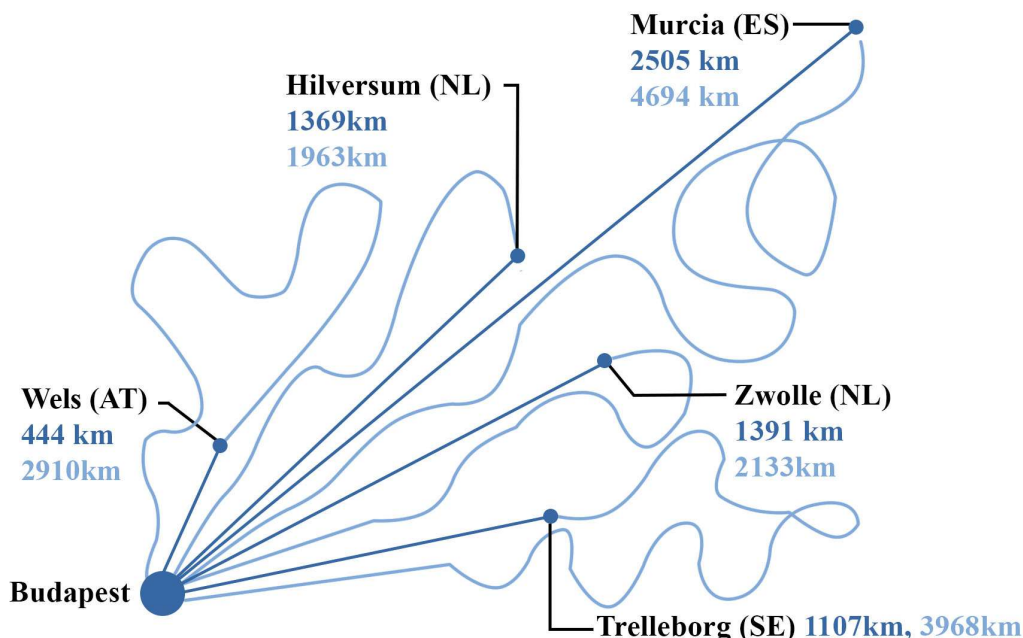 Murcia (ES)
2505 km
4694 km
Hilversum (NL)
1369km
1963km
Wels (AT)
444 km
2910km
Zwolle (NL)
1391 km
2133km
Budapest
Trelleborg (SE) 1107km, 3968km